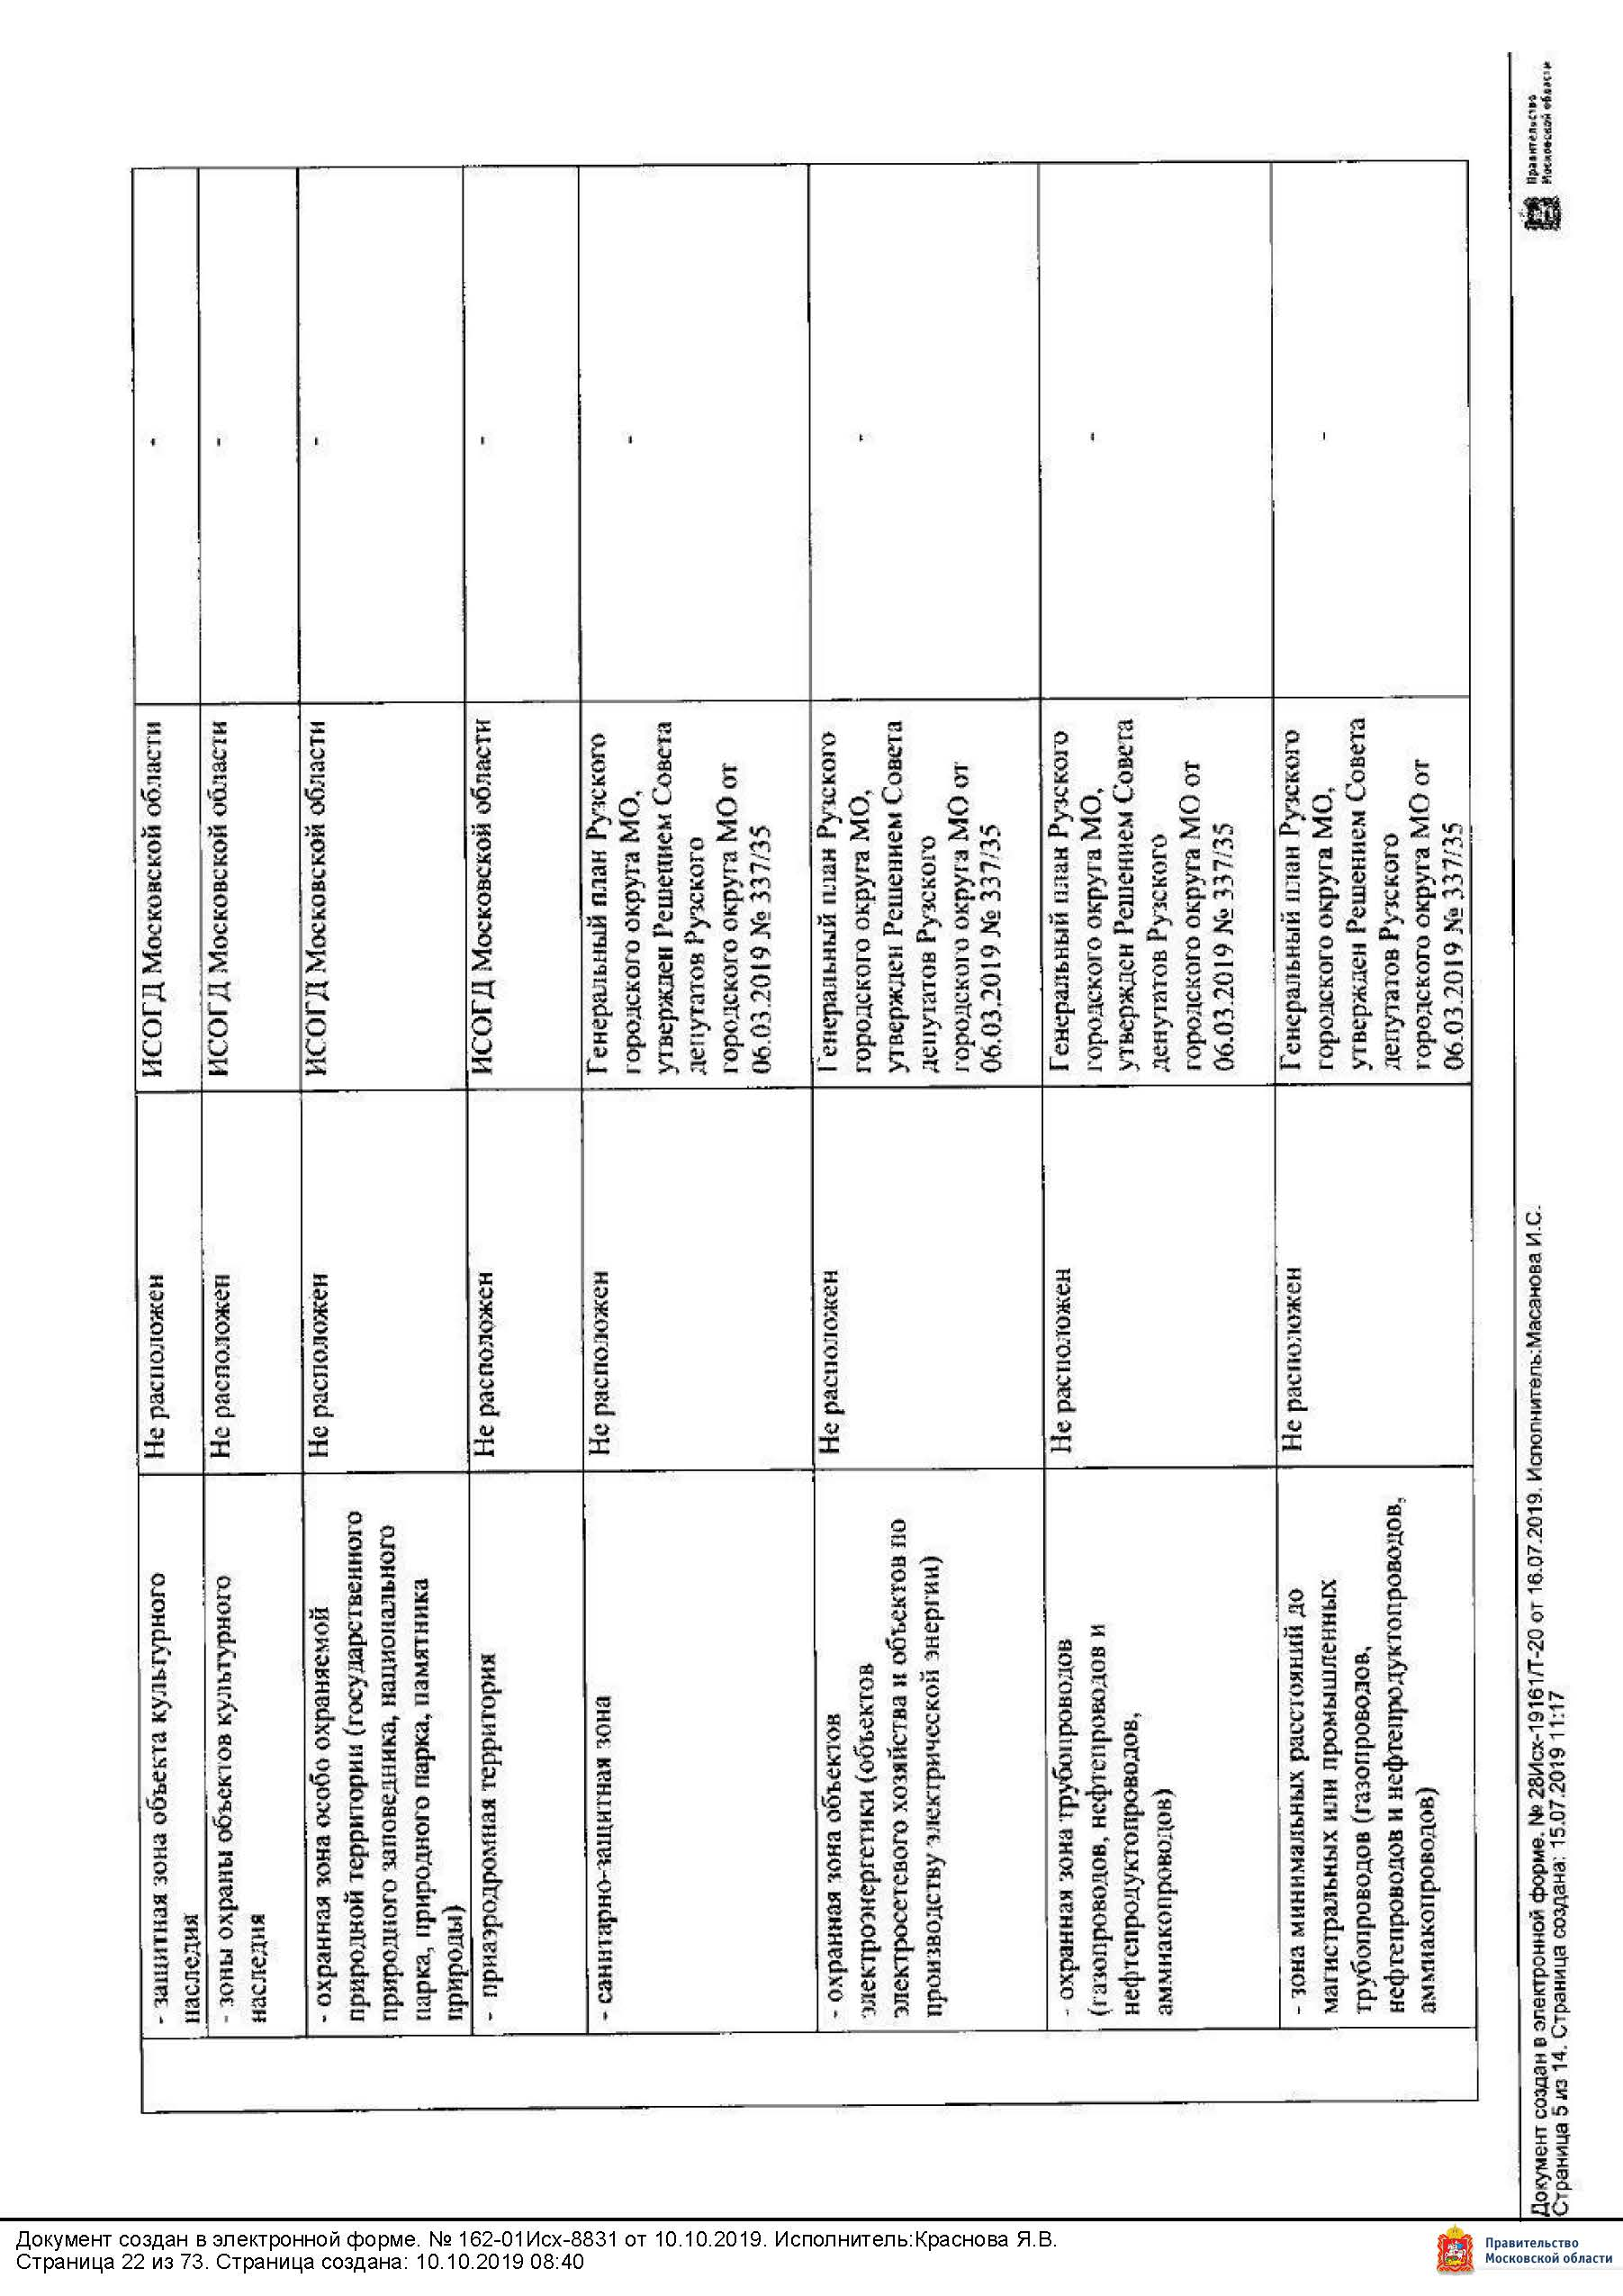 - защитная зона объекта культурного
наследия
Не расположен
ИСОГД Московской области
-
- зоны охраны объектов культурного
наследия
Не расположен
ИСОГД Московской области
-
- охранная зона особо охраняемой
природной территории (государственного
природного заповедника, национального
парка, природного парка, памятника
природы)
Не расположен
ИСОГД Московской области
-
- приаэродромная территория
Не расположен
ИСОГД Московской области
-
- санитарно-защитная зона
Не расположен
Генеральный план Рузского
городского округа МО,
утвержден Решением Совета
депутатов Рузского
городского округа МО от
06.03.2019 № 337/35
-
- охранная зона объектов
электроэнергетики (объектов
электросетевого хозяйства и объектов по
производству электрической энергии)
Не расположен
Генеральный план Рузского
городского округа МО,
утвержден Решением Совета
депутатов Рузского
городского округа МО от
06.03.2019 № 337/35
-
- охранная зона трубопроводов
(газопроводов, нефтепроводов и
нефтепродуктопроводов,
аммиакопроводов)
Не расположен
Генеральный план Рузского
городского округа МО,
утвержден Решением Совета
депутатов Рузского
городского округа МО от
06.03.2019 № 337/35
-
- зона минимальных расстояний до
магистральных или промышленных
трубопроводов (газопроводов,
нефтепроводов и нефтепродуктопроводов,
аммиакопроводов)
Не расположен
Генеральный план Рузского
городского округа МО,
утвержден Решением Совета
депутатов Рузского
городского округа МО от
06.03.2019 № 337/35
-
Документ создан в электронной форме. № 28Исх-19161/Т-20 от 16.07.2019. Исполнитель:Масанова И.С.
Страница 5 из 14. Страница создана: 15.07.2019 11:17
Правительство
Московской области
Документ создан в электронной форме. № 162-01Исх-8831 от 10.10.2019. Исполнитель:Краснова Я.В.
Страница 22 из 73. Страница создана: 10.10.2019 08:40
Правительство
Московской области